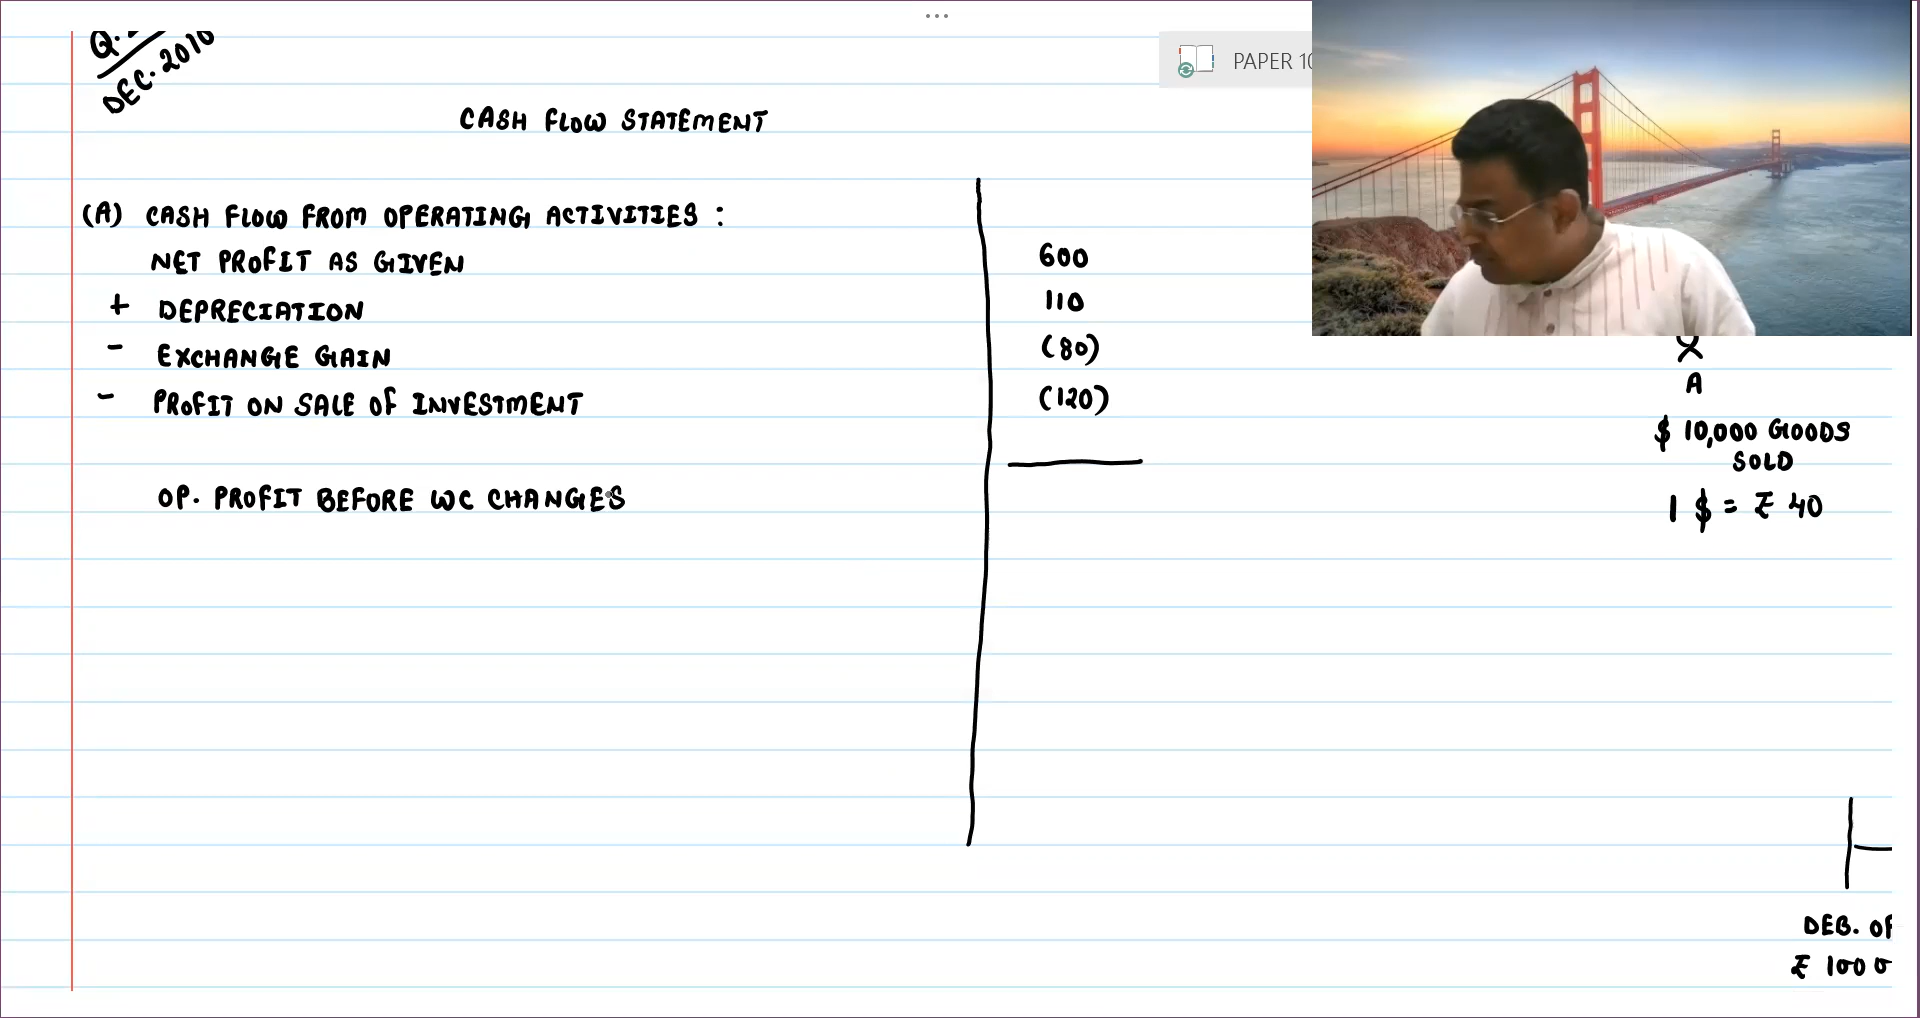 DEC. 2010
PAPER 10
CASH FLOW STATEMENT
(A) CASH FLOW FROM OPERATING ACTIVITIES :
NET PROFIT AS GIVEN 600
+ DEPRECIATION 110
- EXCHANGE GAIN (80)
- PROFIT ON SALE OF INVESTMENT (120)
OP. PROFIT BEFORE WC CHANGES
A
$ 10,000 GOODS
SOLD
1 $ = ₹ 40
DEB. OF
₹ 1000